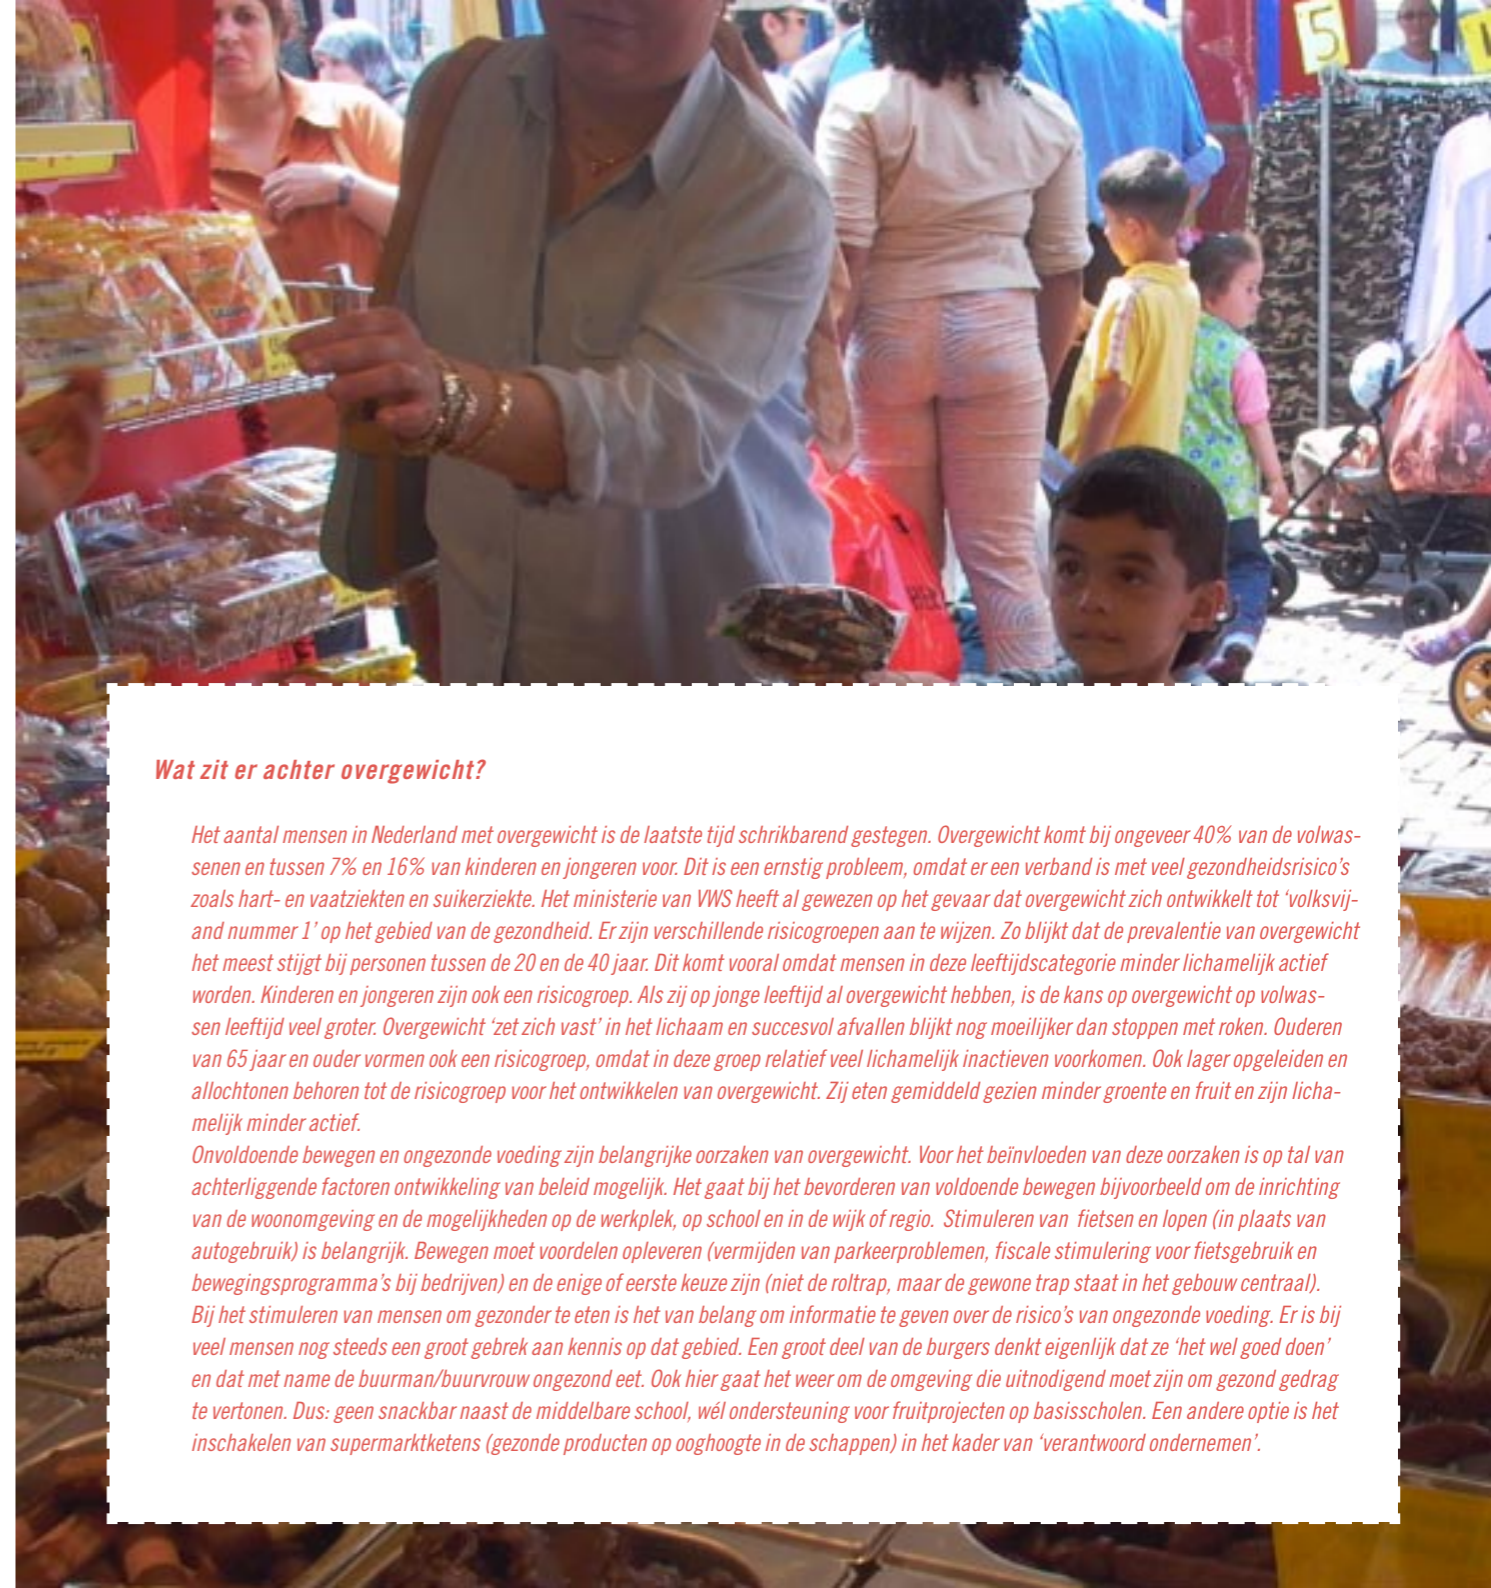 5
Wat zit er achter overgewicht?
Het aantal mensen in Nederland met overgewicht is de laatste tijd schrikbarend gestegen. Overgewicht komt bij ongeveer 40% van de volwas-
senen en tussen 7% en 16% van kinderen en jongeren voor. Dit is een ernstig probleem, omdat er een verband is met veel gezondheidsrisico’s
zoals hart- en vaatziekten en suikerziekte. Het ministerie van VWS heeft al gewezen op het gevaar dat overgewicht zich ontwikkelt tot ‘volksvij-
and nummer 1’ op het gebied van de gezondheid. Er zijn verschillende risicogroepen aan te wijzen. Zo blijkt dat de prevalentie van overgewicht
het meest stijgt bij personen tussen de 20 en de 40 jaar. Dit komt vooral omdat mensen in deze leeftijdscategorie minder lichamelijk actief
worden. Kinderen en jongeren zijn ook een risicogroep. Als zij op jonge leeftijd al overgewicht hebben, is de kans op overgewicht op volwas-
sen leeftijd veel groter. Overgewicht ‘zet zich vast’ in het lichaam en succesvol afvallen blijkt nog moeilijker dan stoppen met roken. Ouderen
van 65 jaar en ouder vormen ook een risicogroep, omdat in deze groep relatief veel lichamelijk inactieven voorkomen. Ook lager opgeleiden en
allochtonen behoren tot de risicogroep voor het ontwikkelen van overgewicht. Zij eten gemiddeld gezien minder groente en fruit en zijn licha-
melijk minder actief.
Onvoldoende bewegen en ongezonde voeding zijn belangrijke oorzaken van overgewicht. Voor het beïnvloeden van deze oorzaken is op tal van
achterliggende factoren ontwikkeling van beleid mogelijk. Het gaat bij het bevorderen van voldoende bewegen bijvoorbeeld om de inrichting
van de woonomgeving en de mogelijkheden op de werkplek, op school en in de wijk of regio.  Stimuleren van  fietsen en lopen (in plaats van
autogebruik) is belangrijk. Bewegen moet voordelen opleveren (vermijden van parkeerproblemen, fiscale stimulering voor fietsgebruik en
bewegingsprogramma’s bij bedrijven) en de enige of eerste keuze zijn (niet de roltrap, maar de gewone trap staat in het gebouw centraal).
Bij het stimuleren van mensen om gezonder te eten is het van belang om informatie te geven over de risico’s van ongezonde voeding. Er is bij
veel mensen nog steeds een groot gebrek aan kennis op dat gebied. Een groot deel van de burgers denkt eigenlijk dat ze ‘het wel goed doen’
en dat met name de buurman/buurvrouw ongezond eet. Ook hier gaat het weer om de omgeving die uitnodigend moet zijn om gezond gedrag
te vertonen. Dus: geen snackbar naast de middelbare school, wél ondersteuning voor fruitprojecten op basisscholen. Een andere optie is het
inschakelen van supermarktketens (gezonde producten op ooghoogte in de schappen) in het kader van ‘verantwoord ondernemen’.